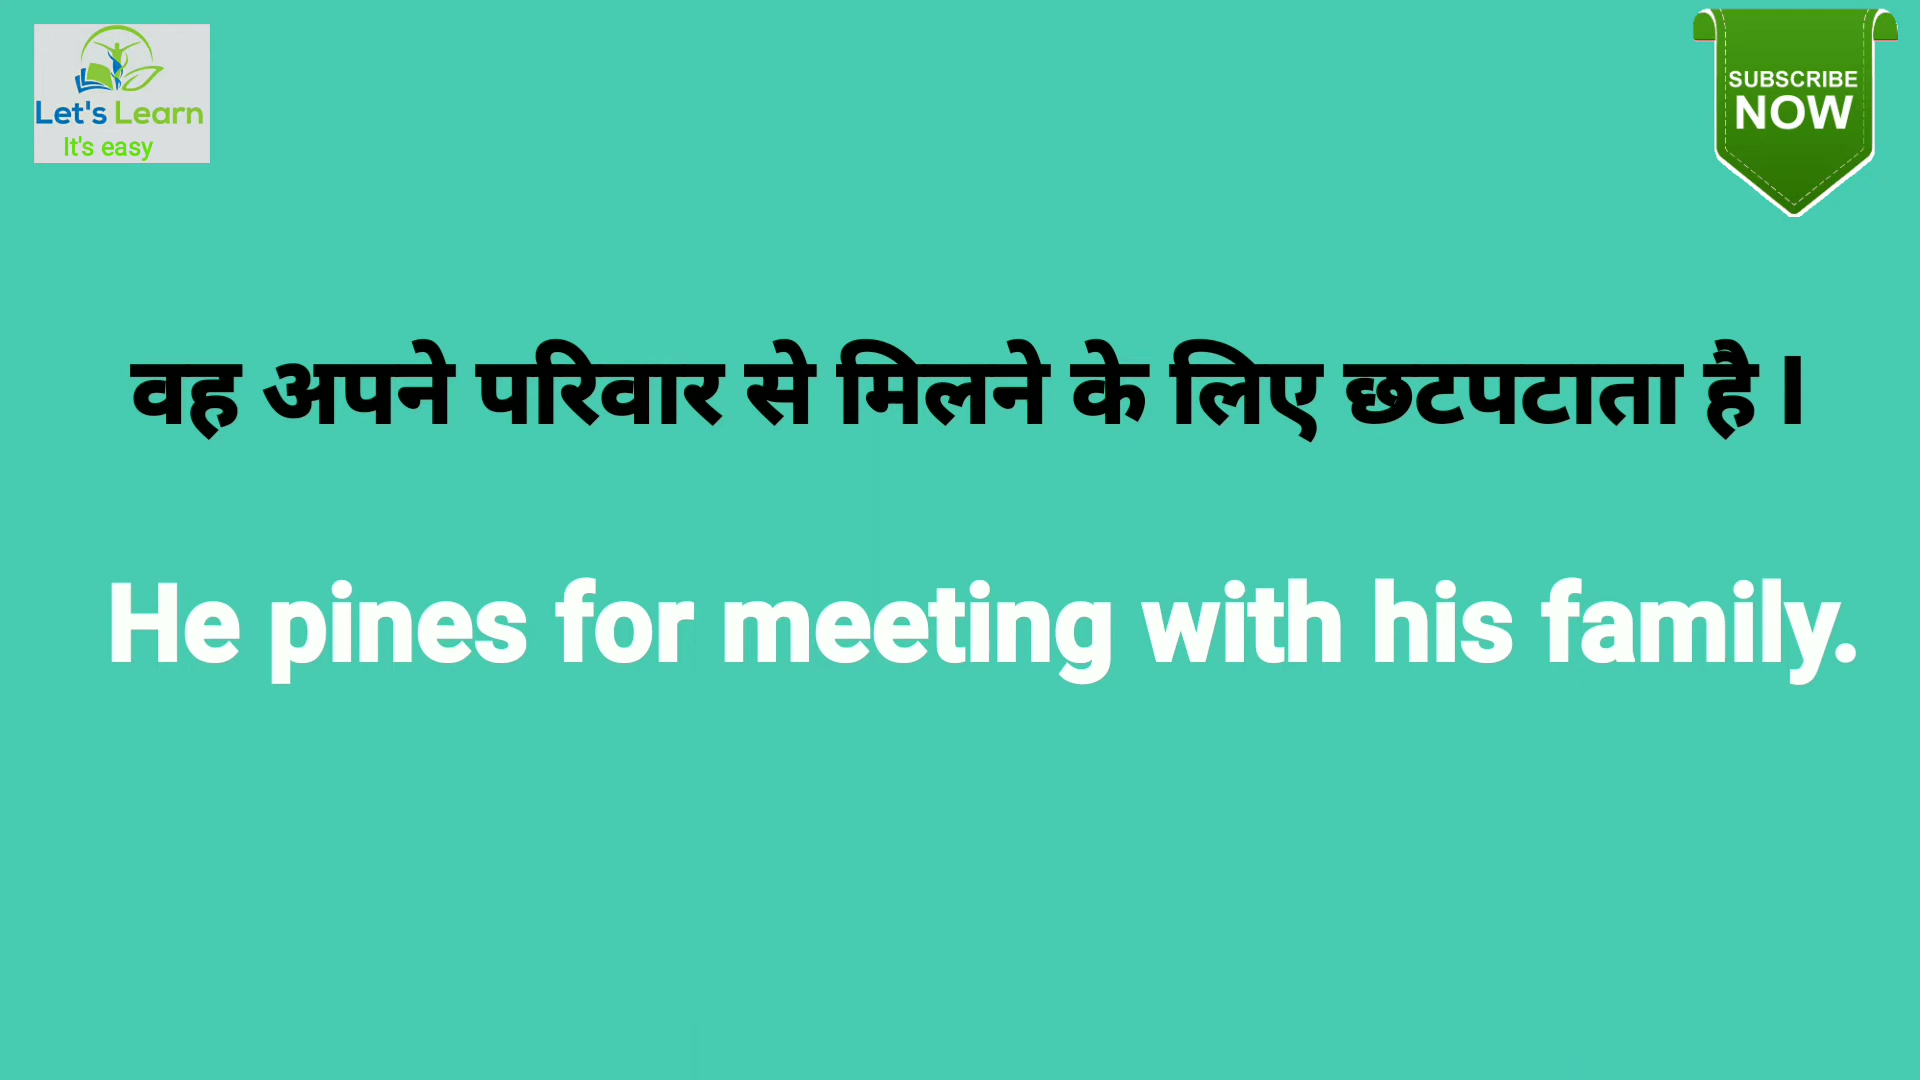 Let's Learn
It's easy
SUBSCRIBE
NOW
वह अपने परिवार से मिलने के लिए छटपटाता है l
He pines for meeting with his family.